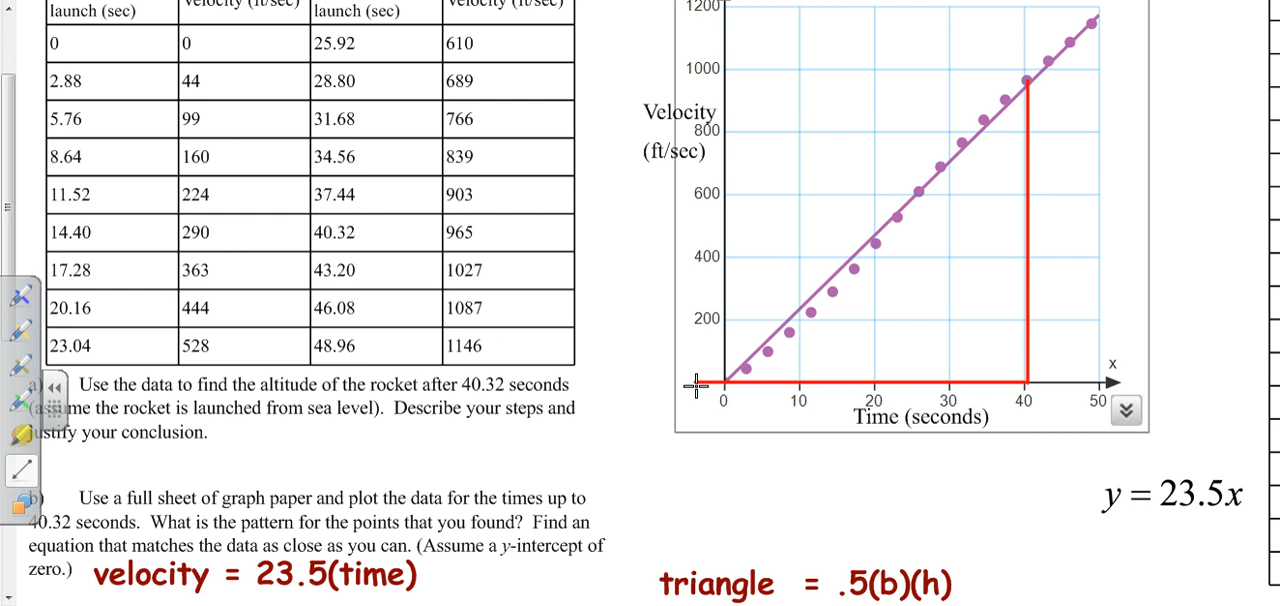 launch (sec) velocity (ft/sec) launch (sec) velocity (ft/sec)
0 0 25.92 610
2.88 44 28.80 689
5.76 99 31.68 766
8.64 160 34.56 839
11.52 224 37.44 903
14.40 290 40.32 965
17.28 363 43.20 1027
20.16 444 46.08 1087
23.04 528 48.96 1146
a) Use the data to find the altitude of the rocket after 40.32 seconds
(assume the rocket is launched from sea level). Describe your steps and
justify your conclusion.
b) Use a full sheet of graph paper and plot the data for the times up to
40.32 seconds. What is the pattern for the points that you found? Find an
equation that matches the data as close as you can. (Assume a y-intercept of
zero.)
velocity = 23.5(time)
1200
1000
Velocity
800
(ft/sec)
600
400
200
x
0 10 20 30 40 50
Time (seconds)
y = 23.5x
triangle = .5(b)(h)